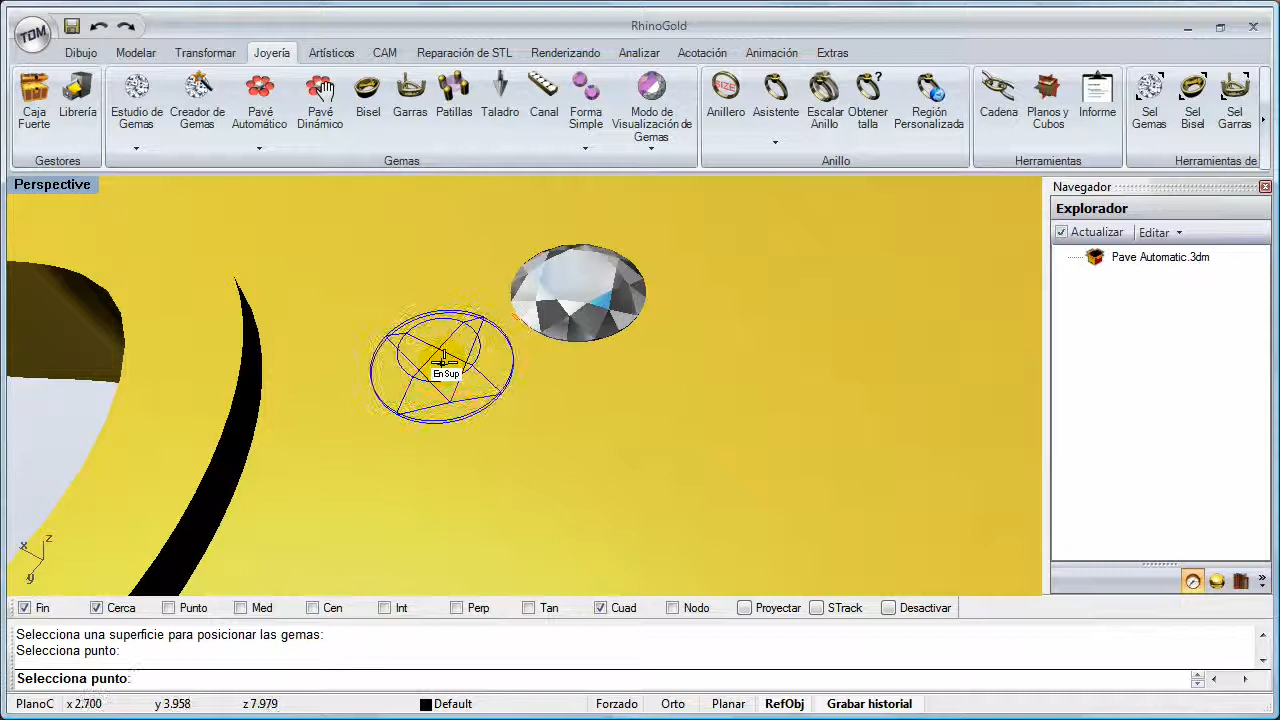 TDM
RhinoGold
Dibujo Modelar Transformar Joyería Artísticos CAM Reparación de STL Renderizando Analizar Acotación Animación Extras
Caja Fuerte
Librería
Estudio de Gemas
Creador de Gemas
Pavé Automático
Pavé Dinámico
Bisel
Garras
Patillas
Taladro
Canal
Forma Simple
Modo de Visualización de Gemas
SIZE
Anillero
Asistente
Escalar Anillo
Obtener talla
Región Personalizada
Cadena
Planos y Cubos
Informe
Sel Gemas
Sel Bisel
Sel Garras
Gestores Gemas Anillo Herramientas Herramientas de
Perspective
Navegador
Explorador
Actualizar Editar
Pave Automatic.3dm
EnSup
x z y
Fin Cerca Punto Med Cen Int Perp Tan Cuad Nodo Proyectar STrack Desactivar
Selecciona una superficie para posicionar las gemas:
Selecciona punto:
Selecciona punto:
PlanoC x 2.700 y 3.958 z 7.979 Default Forzado Orto Planar RefObj Grabar historial